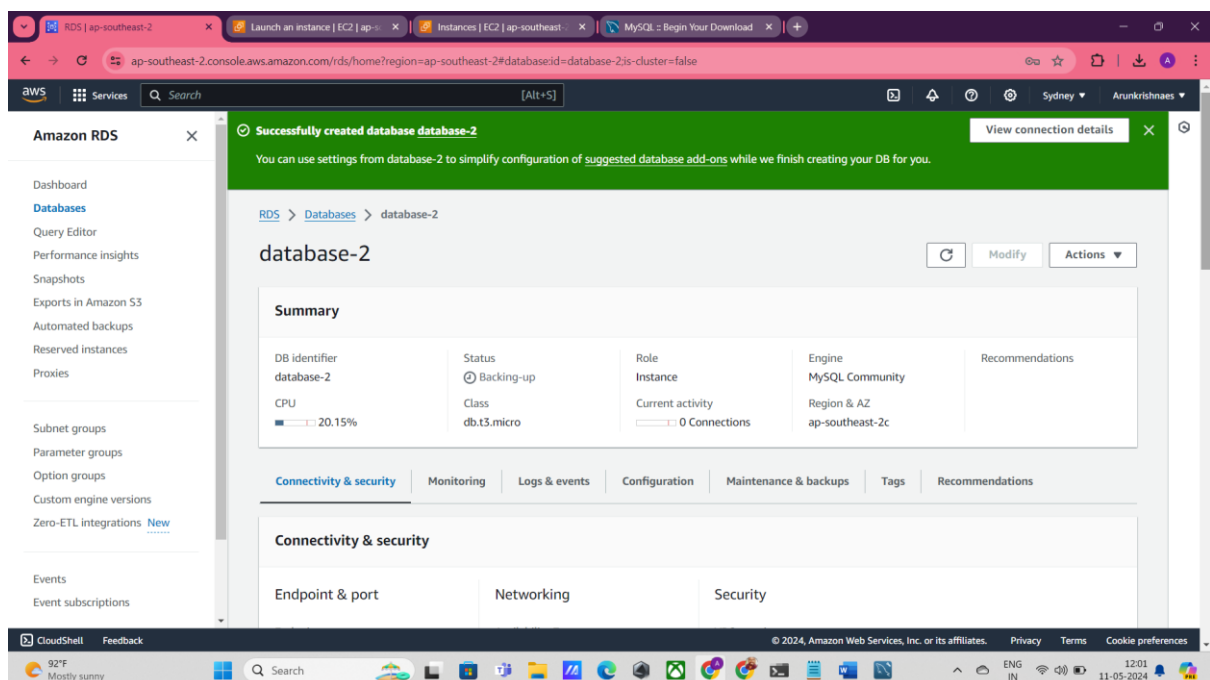 RDS | ap-southeast-2
Launch an instance | EC2 | ap-s
Instances | EC2 | ap-southeast-2
MySQL :: Begin Your Download
ap-southeast-2.console.aws.amazon.com/rds/home?region=ap-southeast-2#database:id=database-2;is-cluster=false
A
aws
Services
Search
[Alt+S]
Sydney ▼
Arunkrishnaes ▼
Amazon RDS
Dashboard
Databases
Query Editor
Performance insights
Snapshots
Exports in Amazon S3
Automated backups
Reserved instances
Proxies
Subnet groups
Parameter groups
Option groups
Custom engine versions
Zero-ETL integrations New
Events
Event subscriptions
Successfully created database database-2
You can use settings from database-2 to simplify configuration of suggested database add-ons while we finish creating your DB for you.
View connection details
RDS > Databases > database-2
database-2
Modify
Actions ▼
Summary
DB identifier
database-2
Status
Backing-up
Role
Instance
Engine
MySQL Community
Recommendations
CPU
20.15%
Class
db.t3.micro
Current activity
0 Connections
Region & AZ
ap-southeast-2c
Connectivity & security
Monitoring
Logs & events
Configuration
Maintenance & backups
Tags
Recommendations
Connectivity & security
Endpoint & port
Networking
Security
CloudShell
Feedback
© 2024, Amazon Web Services, Inc. or its affiliates.
Privacy
Terms
Cookie preferences
92°F
Mostly sunny
Search
ENG
IN
12:01
11-05-2024